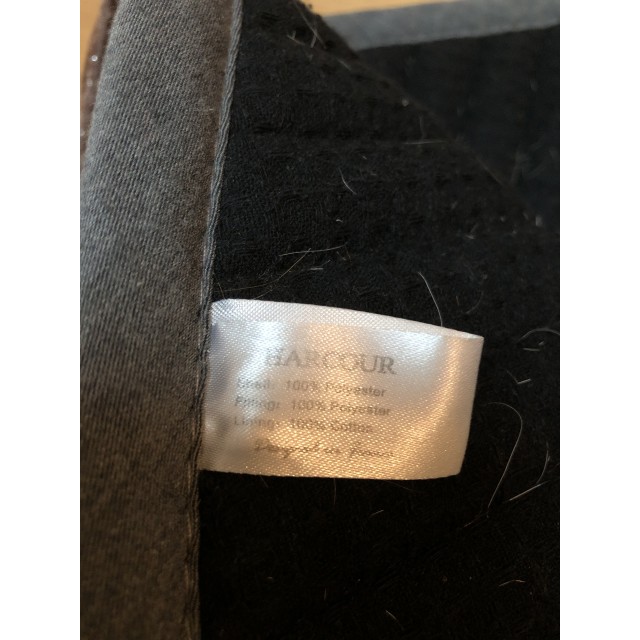 HARCOUR
Shell: 100% Polyester
Filling: 100% Polyester
Lining: 100% Cotton
Designed in France